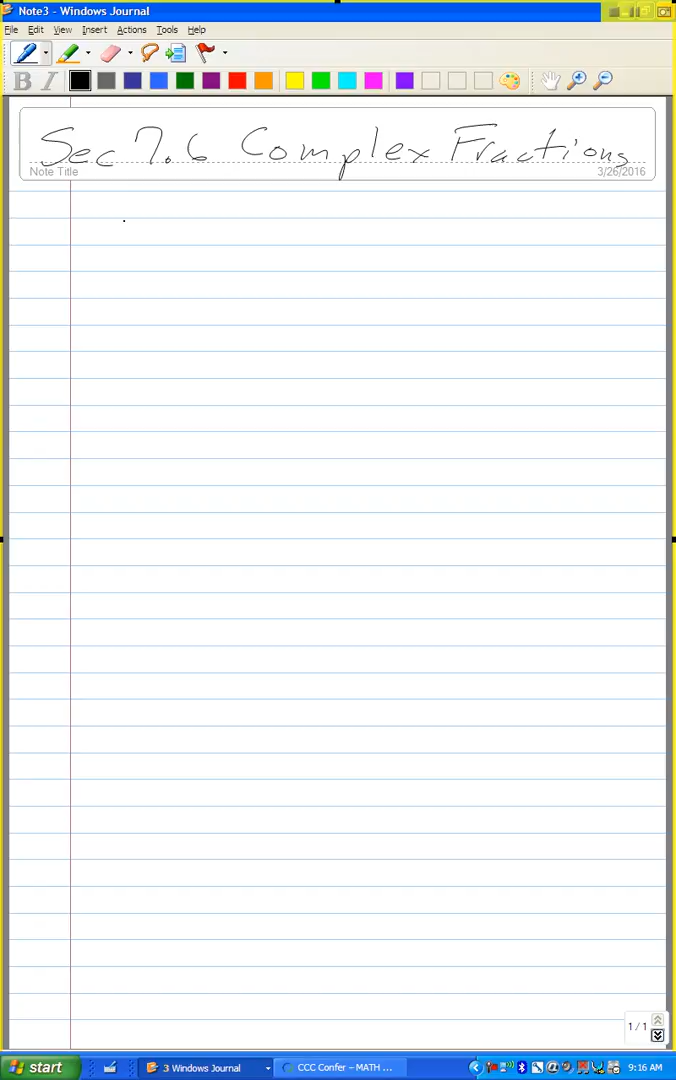 Note3 - Windows Journal
File Edit View Insert Actions Tools Help
B I
Sec 7.6 Complex Fractions
Note Title 3/26/2016
1 / 1
start 3 Windows Journal CCC Confer – MATH ... 9:16 AM